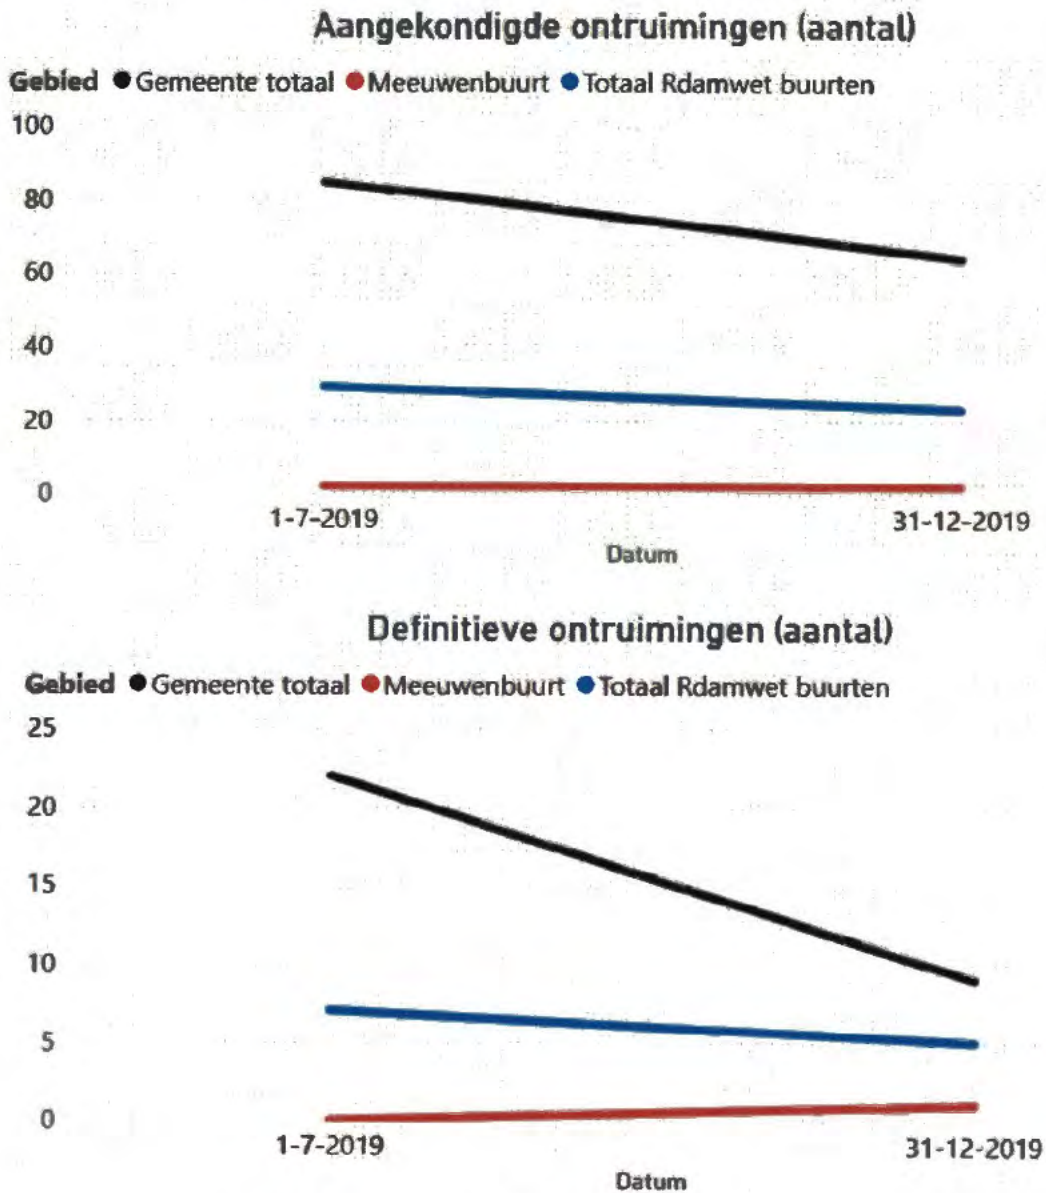 Aangekondigde ontruimingen (aantal)
Gebied Gemeente totaal Meeuwenbuurt Totaal Rdamwet buurten
100
80
60
40
20
0
1-7-2019 31-12-2019
Datum
Definitieve ontruimingen (aantal)
Gebied Gemeente totaal Meeuwenbuurt Totaal Rdamwet buurten
25
20
15
10
5
0
1-7-2019 31-12-2019
Datum